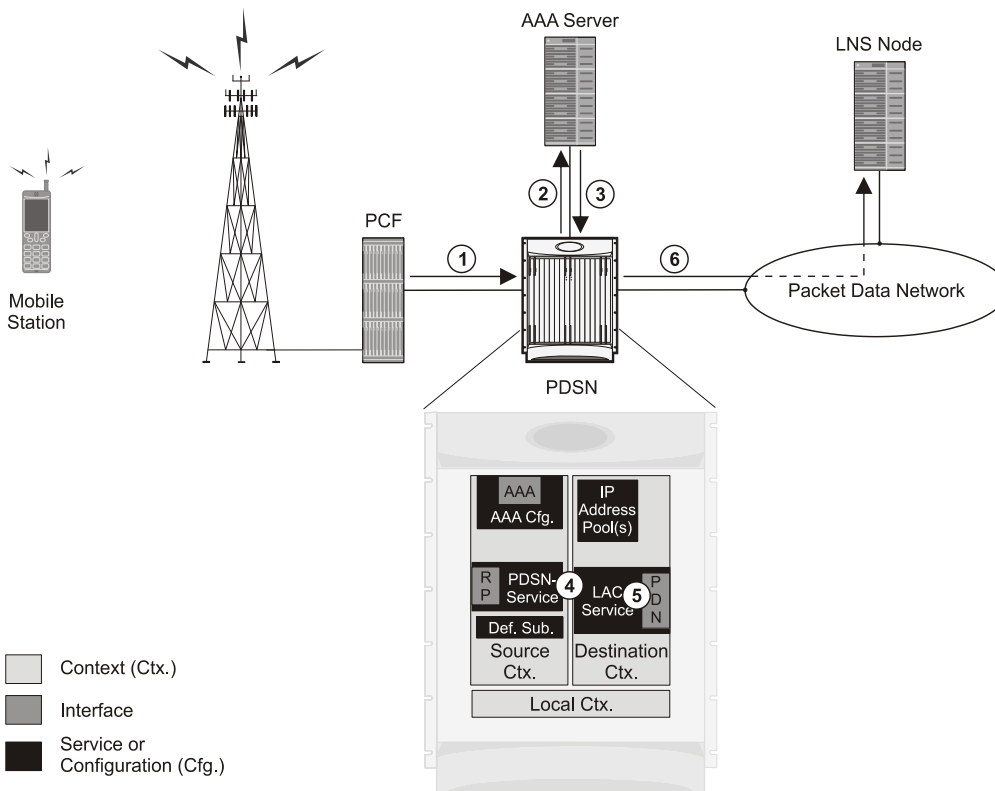 AAA Server
LNS Node
2
3
PCF
1
6
Packet Data Network
Mobile
Station
PDSN
AAA
AAA Cfg.
IP
Address
Pool(s)
R
P
PDSN-
Service
4
LAC
Service
5
P
D
N
Def. Sub.
Source
Ctx.
Destination
Ctx.
Local Ctx.
Context (Ctx.)
Interface
Service or
Configuration (Cfg.)